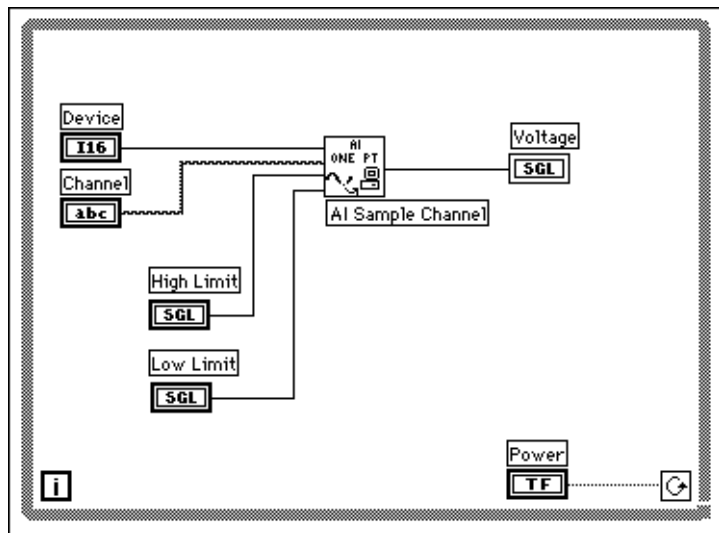 Device
I16
AI
ONE PT
Voltage
SGL
Channel
abc
AI Sample Channel
High Limit
SGL
Low Limit
SGL
Power
TF
i